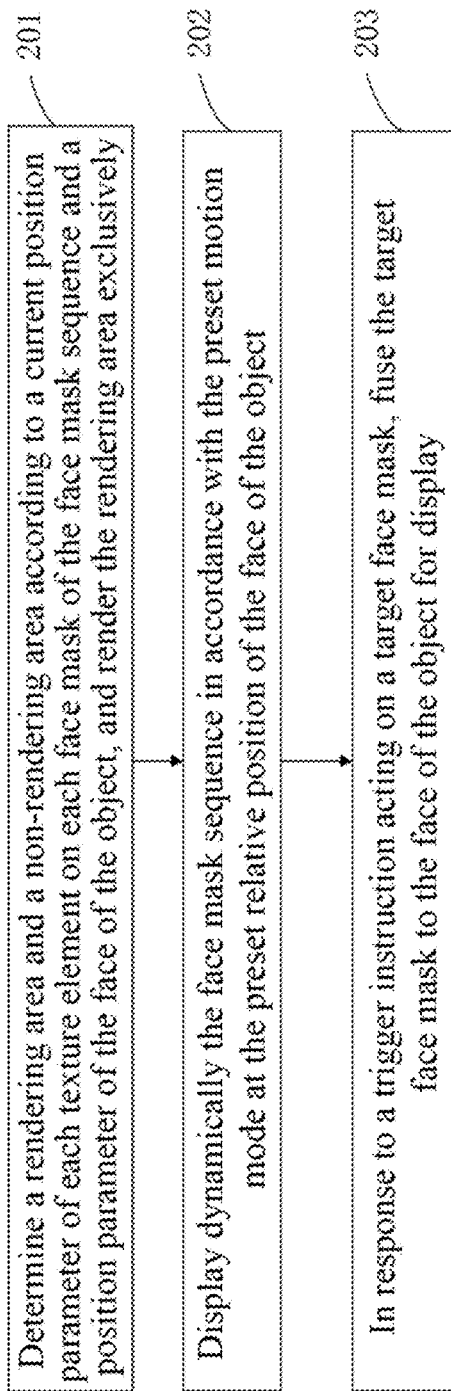 Determine a rendering area and a non-rendering area according to a current position
parameter of each texture element on each face mask of the face mask sequence and a
position parameter of the face of the object, and render the rendering area exclusively
201
Display dynamically the face mask sequence in accordance with the preset motion
mode at the preset relative position of the face of the object
202
In response to a trigger instruction acting on a target face mask, fuse the target
face mask to the face of the object for display
203